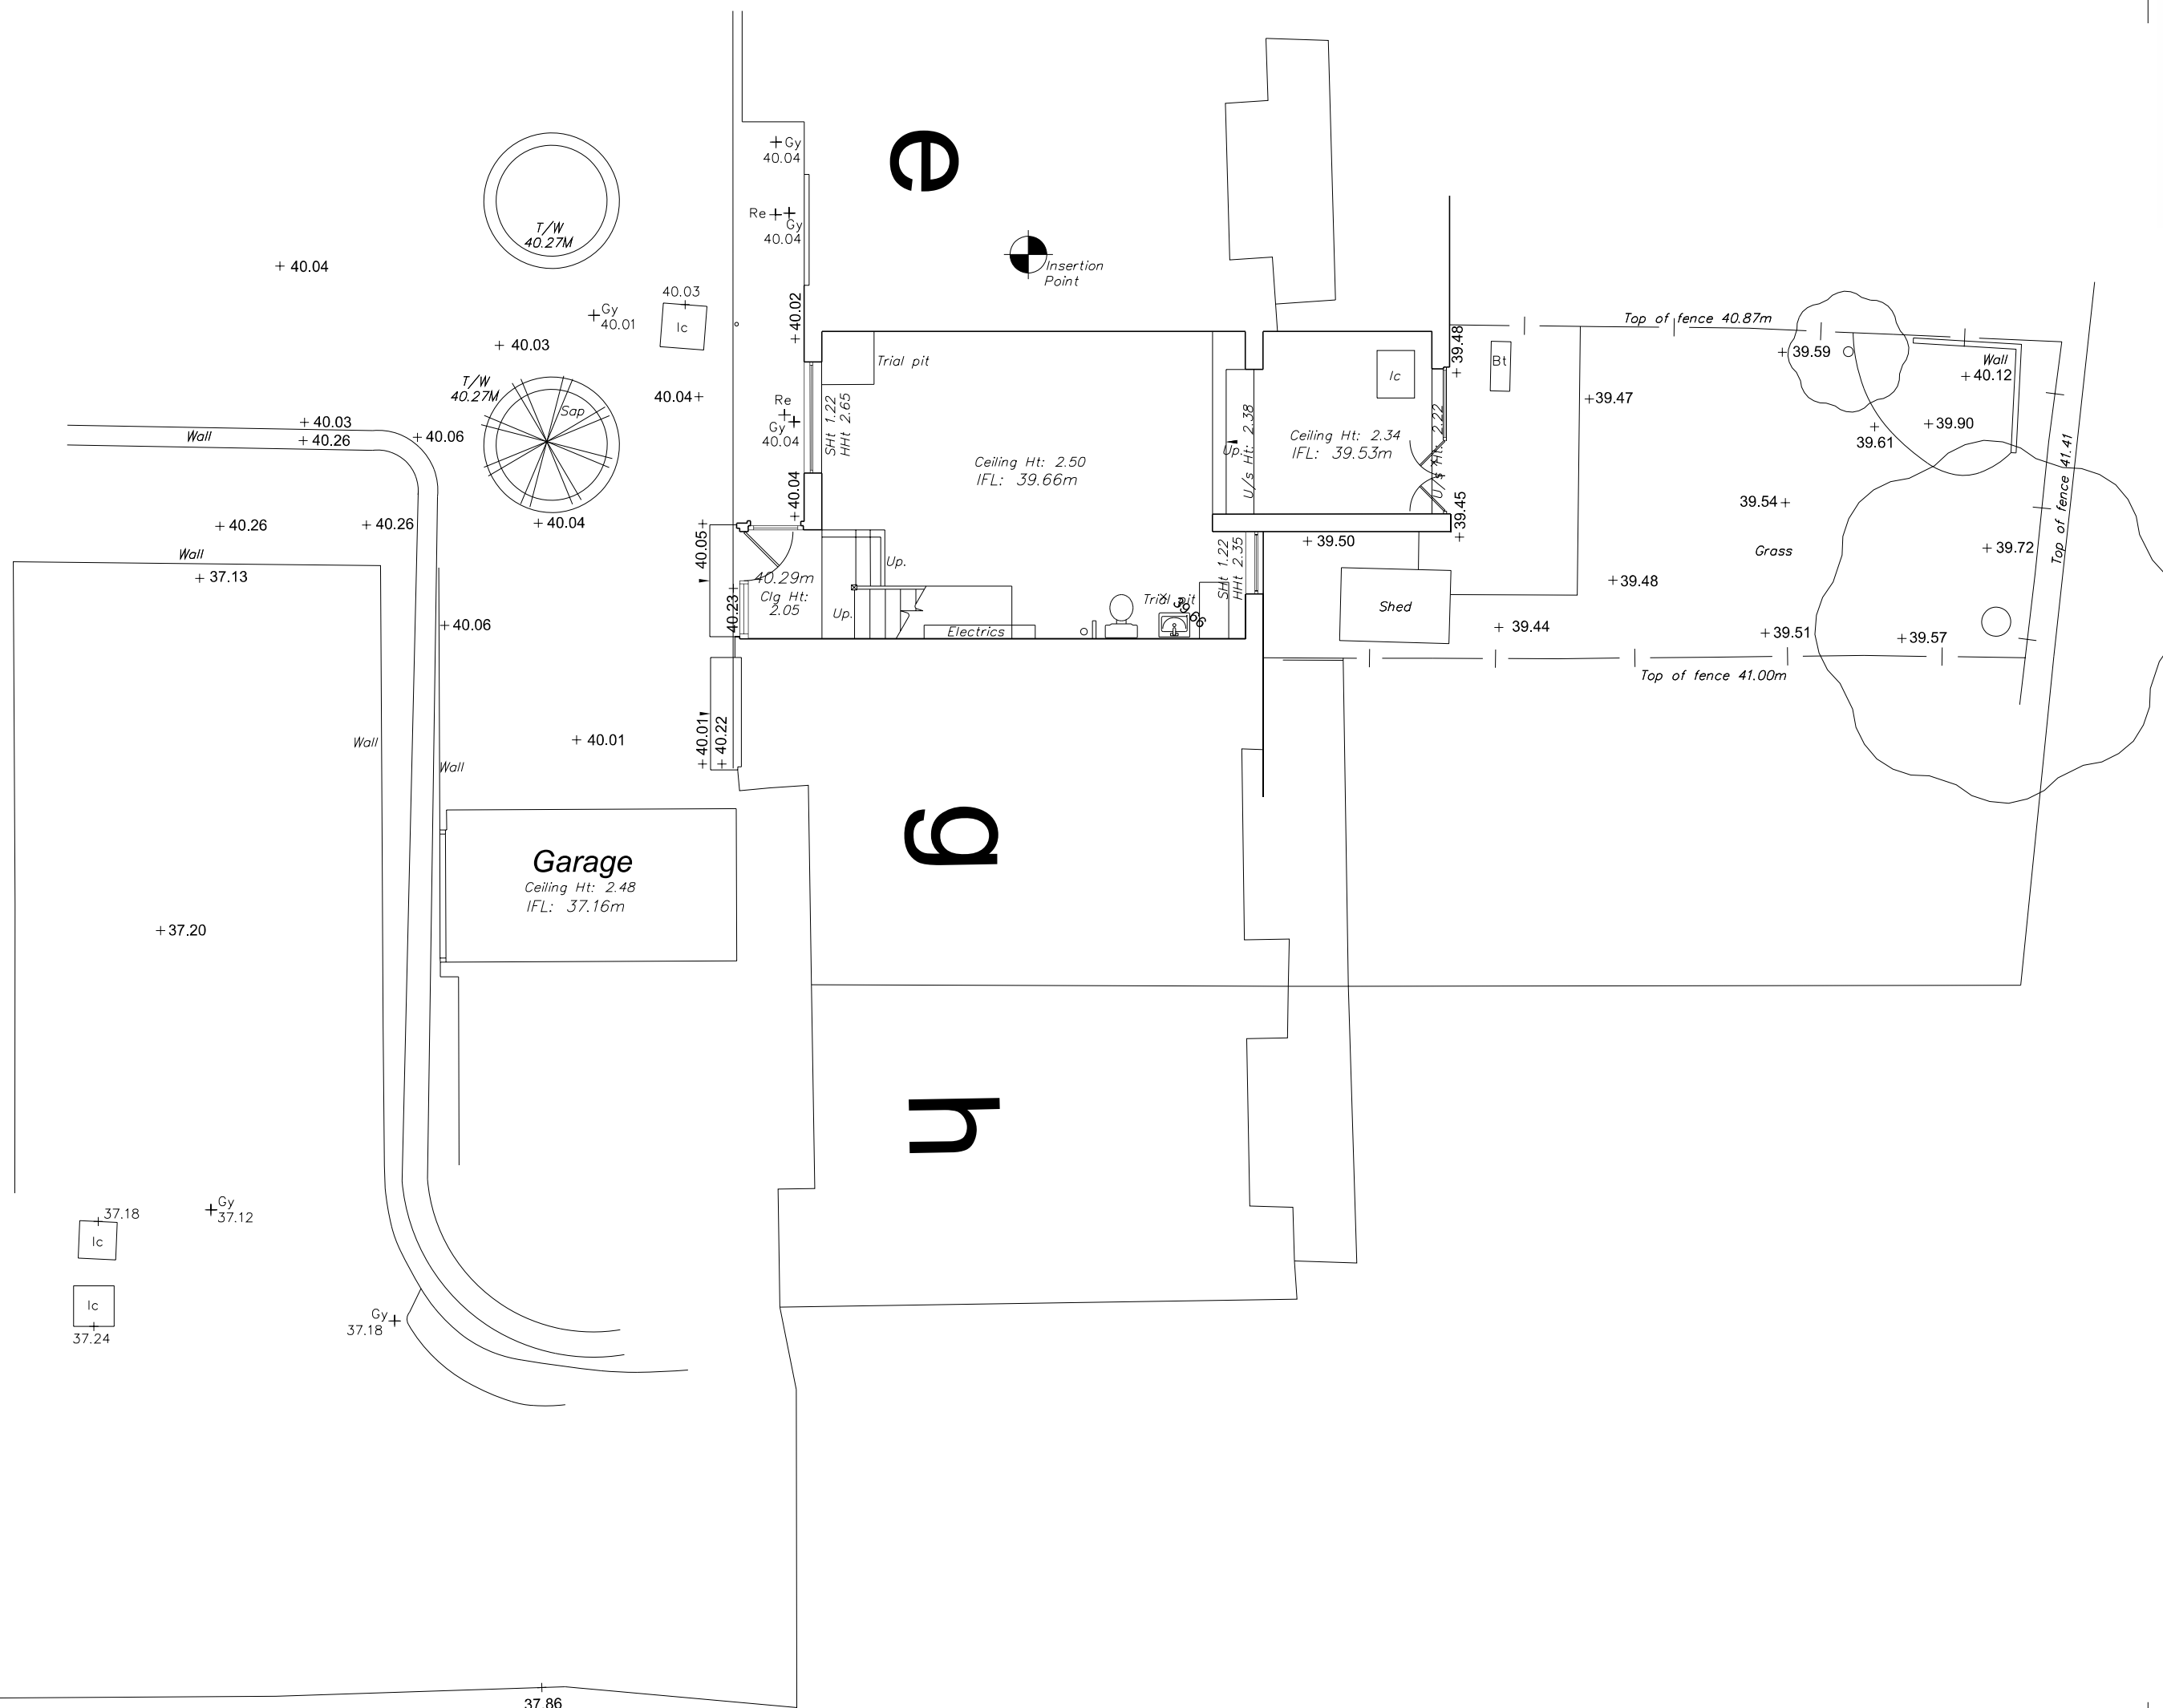 e
Gy
40.04
Re
Gy
40.04
T/W
40.27M
40.04
Insertion
Point
40.03
Ic
Gy
40.01
40.02
40.03
Trial pit
T/W
40.27M
Sap
40.04
Re
Gy
40.04
SHt 1.22
HHt 2.65
40.03
40.26
Wall
40.06
40.26
40.26
40.04
40.04
40.05
Ceiling Ht: 2.50
IFL: 39.66m
Up.
U/s Ht: 2.38
Ic
Ceiling Ht: 2.34
IFL: 39.53m
U/s Ht: 2.22
39.48
39.45
Bt
Top of fence 40.87m
39.59
Wall
40.12
39.47
39.61
39.90
39.54
Grass
39.72
Top of fence 41.41
39.50
39.48
Shed
39.44
39.51
39.57
Top of fence 41.00m
Wall
37.13
40.29m
Clg Ht:
2.05
40.23
Up.
Up.
Electrics
Trial pit
39.66
SHt 1.22
HHt 2.35
40.06
Wall
Wall
40.01
40.01
40.22
Garage
Ceiling Ht: 2.48
IFL: 37.16m
g
37.20
h
37.18
Ic
Gy
37.12
Ic
37.24
Gy
37.18
37.86